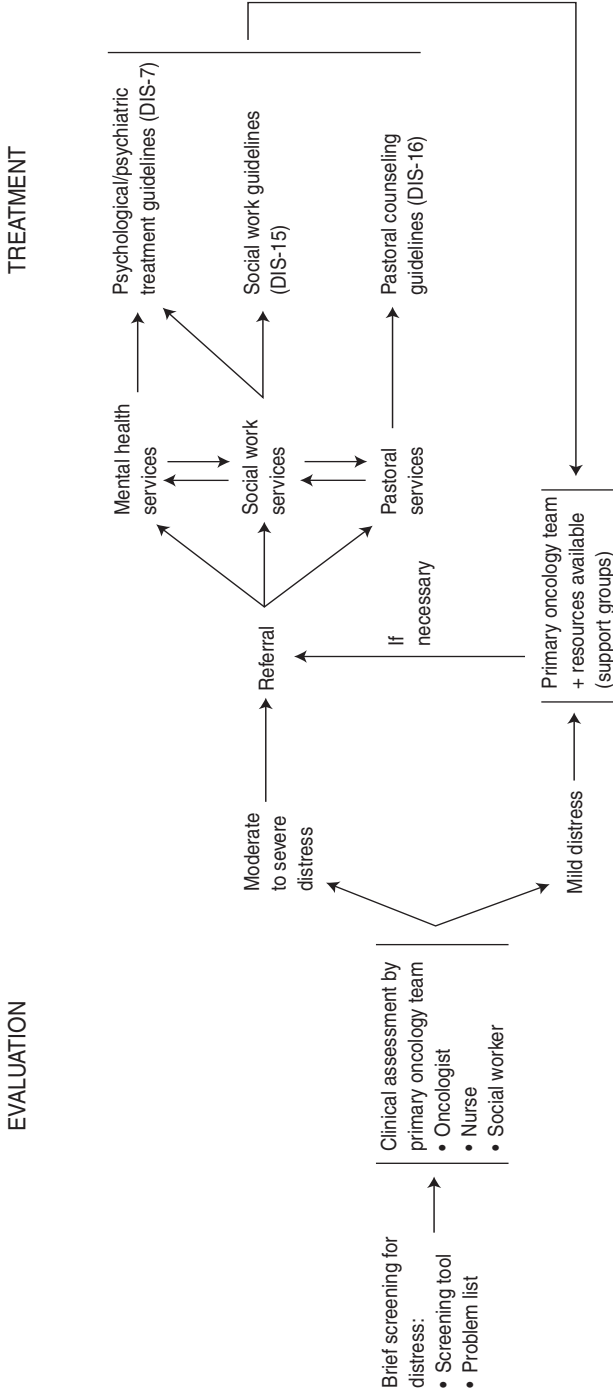 EVALUATION
TREATMENT
Brief screening for
distress:
• Screening tool
• Problem list
Clinical assessment by
primary oncology team
• Oncologist
• Nurse
• Social worker
Moderate
to severe
distress
Referral
Mental health
services
Psychological/psychiatric
treatment guidelines (DIS-7)
Social work
services
Social work guidelines
(DIS-15)
Pastoral
services
Pastoral counseling
guidelines (DIS-16)
If
necessary
Mild distress
Primary oncology team
+ resources available
(support groups)